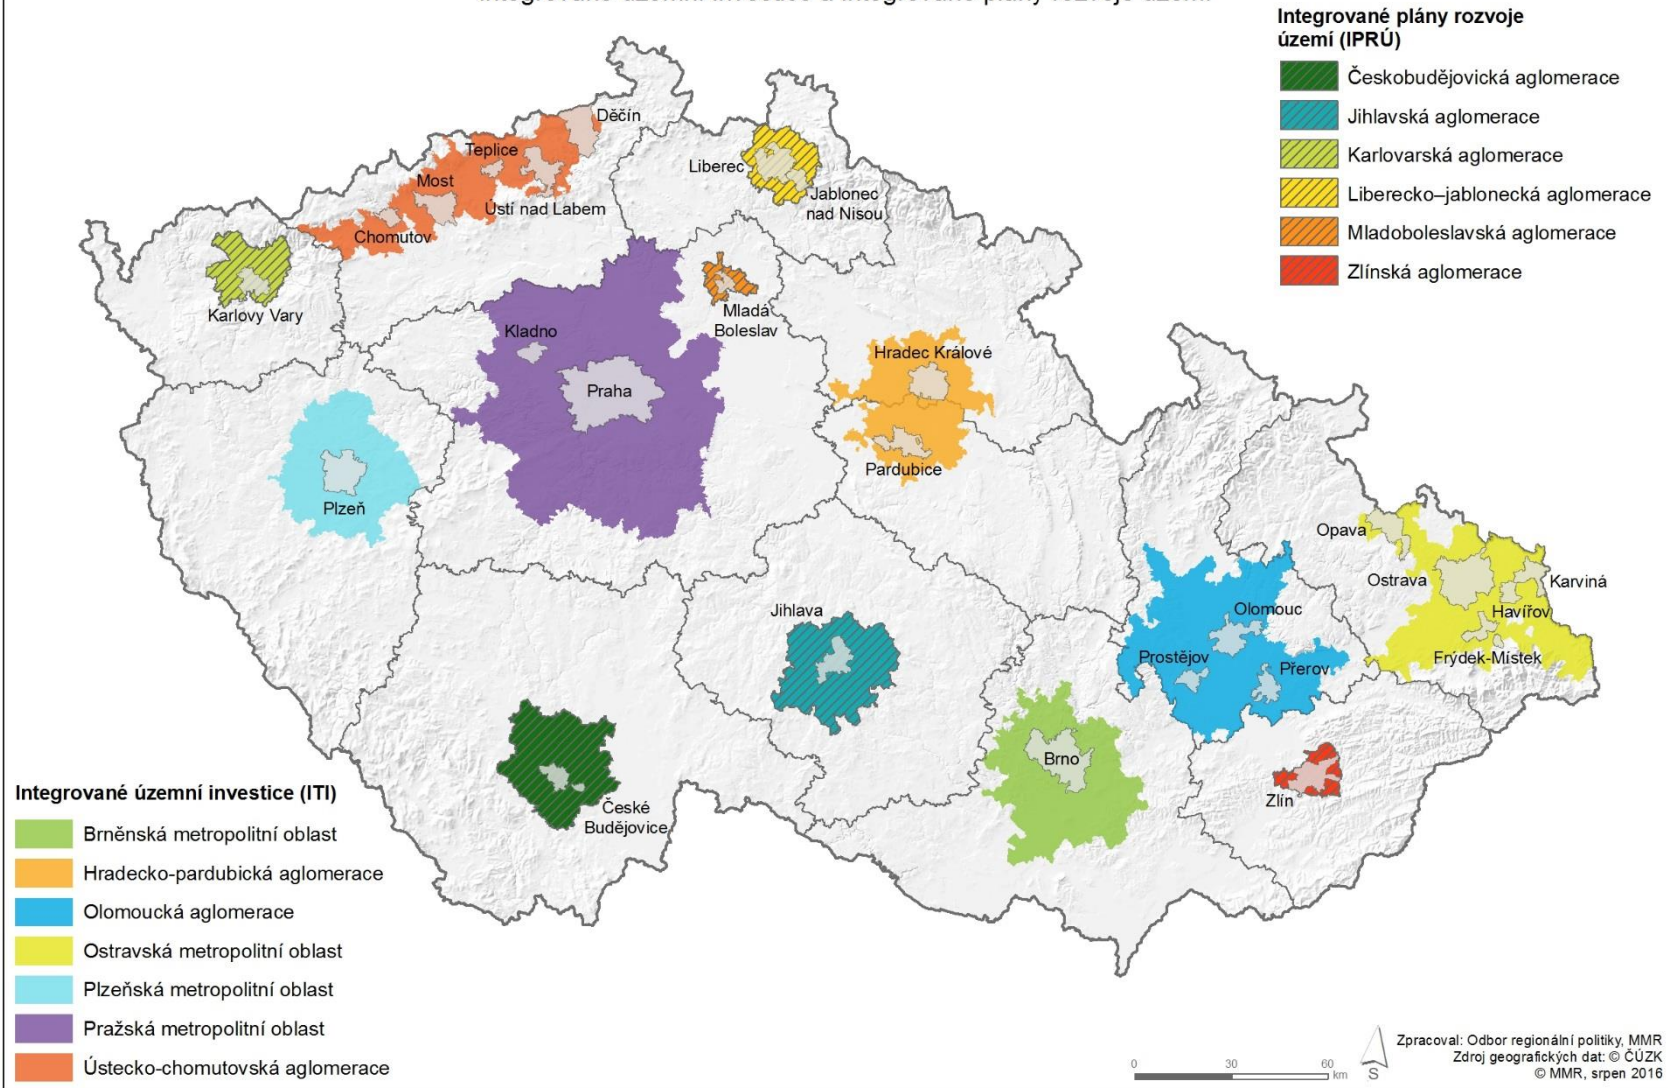 Integrované plány rozvoje
území (IPRÚ)
Českobudějovická aglomerace
Jihlavská aglomerace
Karlovarská aglomerace
Liberecko–jablonecká aglomerace
Mladoboleslavská aglomerace
Zlínská aglomerace
Děčín
Teplice
Most
Ústí nad Labem
Chomutov
Liberec
Jablonec
nad Nisou
Karlovy Vary
Mladá
Boleslav
Kladno
Praha
Hradec Králové
Pardubice
Plzeň
Opava
Ostrava
Karviná
Havířov
Frýdek-Místek
Jihlava
Olomouc
Prostějov
Přerov
Brno
Zlín
České
Budějovice
Integrované územní investice (ITI)
Brněnská metropolitní oblast
Hradecko-pardubická aglomerace
Olomoucká aglomerace
Ostravská metropolitní oblast
Plzeňská metropolitní oblast
Pražská metropolitní oblast
Ústecko-chomutovská aglomerace
0 30 60
km
S
Zpracoval: Odbor regionální politiky, MMR
Zdroj geografických dat: © ČÚZK
© MMR, srpen 2016